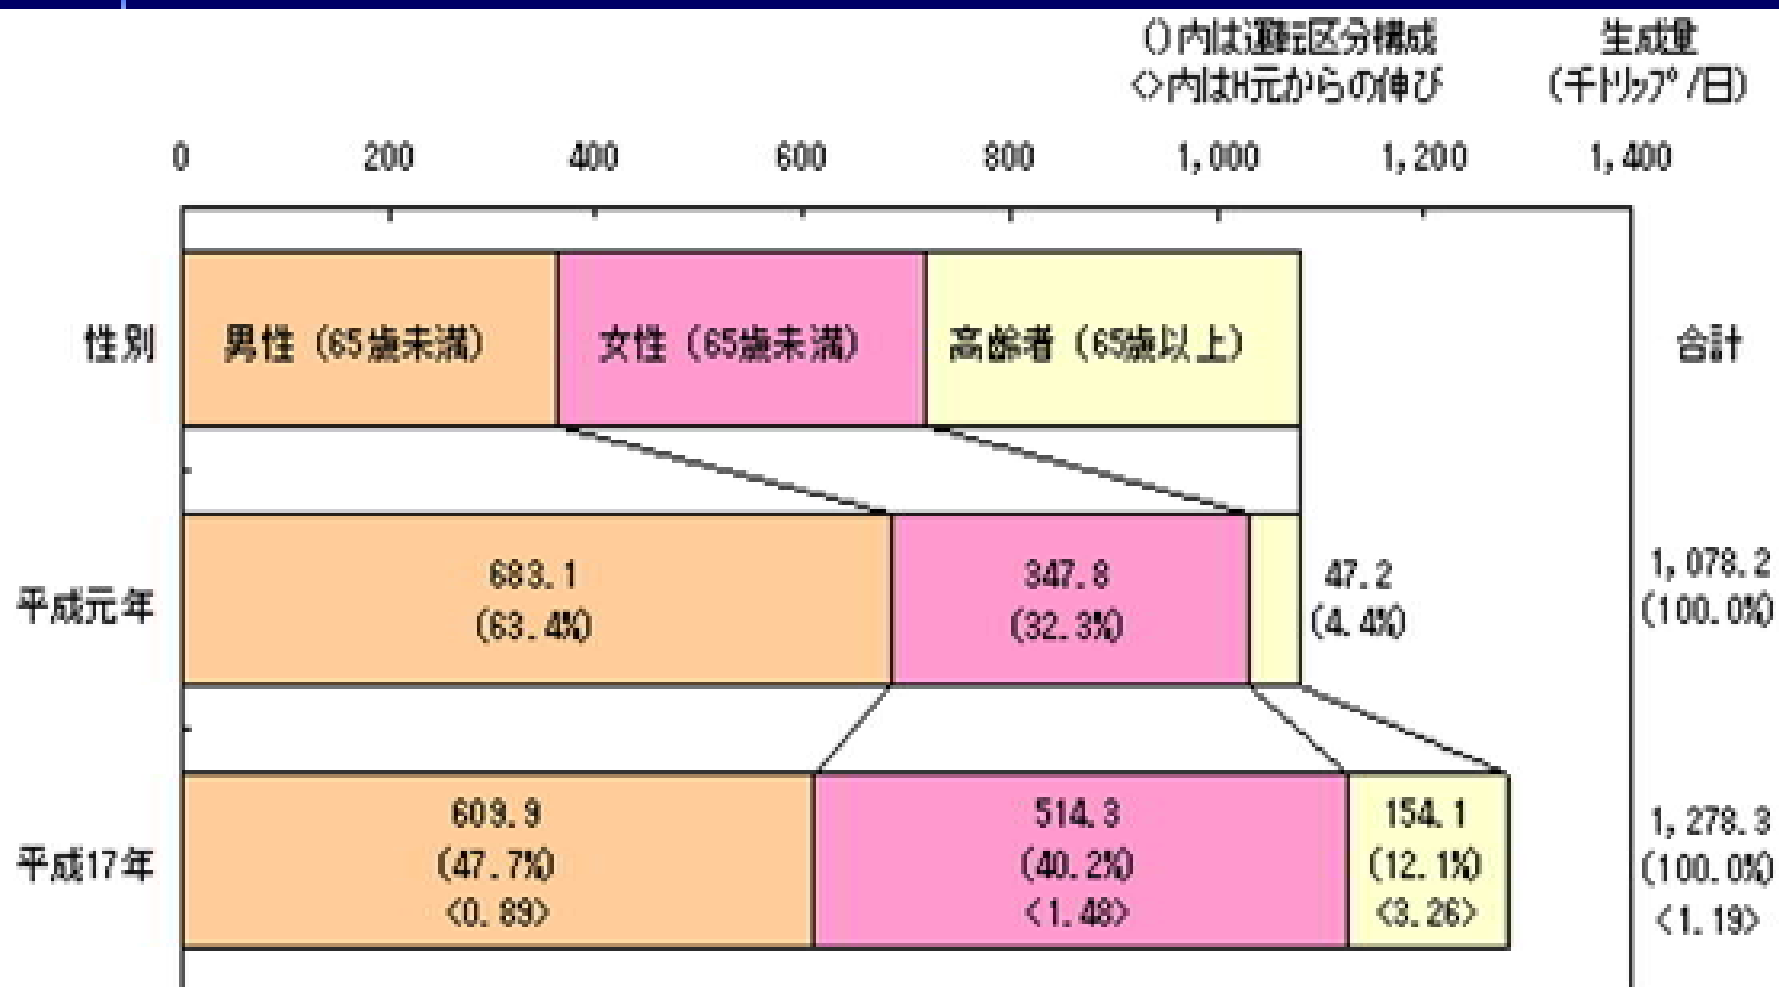 ()内は運転区分構成
◇内はH元からの伸び
生成量
(千トリップ/日)
0 200 400 600 800 1,000 1,200 1,400
性別 男性(65歳未満) 女性(65歳未満) 高齢者(65歳以上) 合計
平成元年
683.1
(63.4%)
347.8
(32.3%)
47.2
(4.4%)
1,078.2
(100.0%)
平成17年
609.9
(47.7%)
<0.89>
514.3
(40.2%)
<1.48>
154.1
(12.1%)
<3.26>
1,278.3
(100.0%)
<1.19>